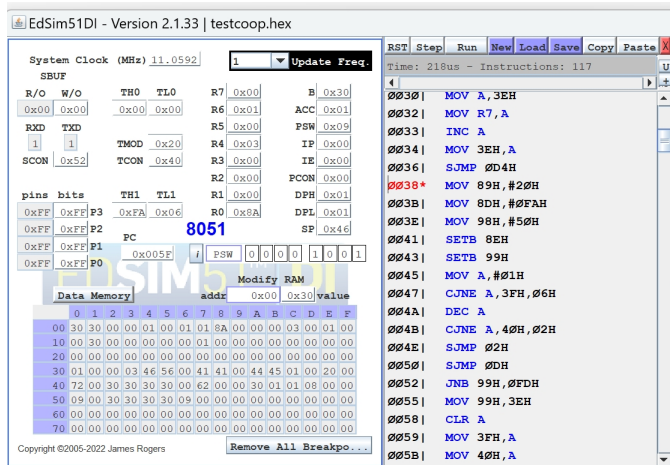 EdSim51DI - Version 2.1.33 | testcoop.hex
System Clock (MHz) 11.0592 1 Update Freq.
SBUF
R/O W/O TH0 TL0 R7 0x00 B 0x30
0x00 0x00 0x00 0x00 R6 0x01 ACC 0x01
RXD TXD R5 0x00 PSW 0x09
1 1 TMOD 0x20 R4 0x03 IP 0x00
SCON 0x52 TCON 0x40 R3 0x00 IE 0x00
R2 0x00 PCON 0x00
pins bits TH1 TL1 R1 0x00 DPH 0x01
0xFF 0xFF P3 0xFA 0x06 R0 0x8A DPL 0x01
0xFF 0xFF P2 PC 8051 SP 0x46
0xFF 0xFF P1 0x005F i PSW 0 0 0 0 1 0 0 1
0xFF 0xFF P0
EDSIM51DI
TM
Modify RAM
Data Memory addr 0x00 0x30 value
0 1 2 3 4 5 6 7 8 9 A B C D E F
00 30 30 00 00 01 00 01 01 8A 00 00 00 03 00 01 00
10 00 00 00 00 00 00 00 01 00 00 00 00 00 00 00 00
20 00 00 00 00 00 00 00 00 00 00 00 00 00 00 00 00
30 01 00 00 03 46 56 00 41 41 00 44 45 01 00 20 00
40 72 00 30 30 30 30 00 62 00 00 30 01 01 08 00 00
50 09 00 30 30 30 30 09 00 00 00 00 00 00 00 00 00
60 00 00 00 00 00 00 00 00 00 00 00 00 00 00 00 00
70 00 00 00 00 00 00 00 00 00 00 00 00 00 00 00 00
Copyright ©2005-2022 James Rogers Remove All Breakpo...
RST Step Run New Load Save Copy Paste X
Time: 218us - Instructions: 117 U
±
0030| MOV A,3EH
0032| MOV R7,A
0033| INC A
0034| MOV 3EH,A
0036| SJMP 0D4H
0038* MOV 89H,#20H
003B| MOV 8DH,#0FAH
003E| MOV 98H,#50H
0041| SETB 8EH
0043| SETB 99H
0045| MOV A,#01H
0047| CJNE A,3FH,06H
004A| DEC A
004B| CJNE A,40H,02H
004E| SJMP 02H
0050| SJMP 0DH
0052| JNB 99H,0FDH
0055| MOV 99H,3EH
0058| CLR A
0059| MOV 3FH,A
005B| MOV 40H,A